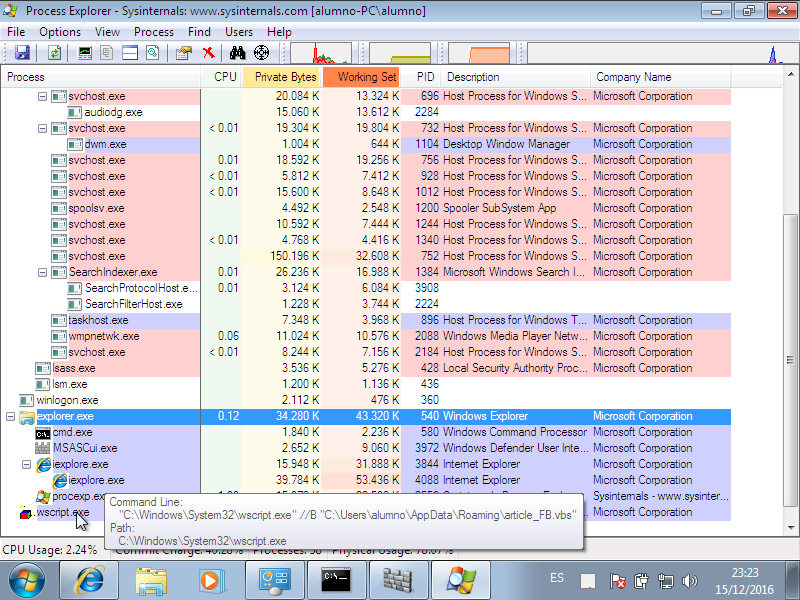 Process Explorer - Sysinternals: www.sysinternals.com [alumno-PC\alumno]
File Options View Process Find Users Help
Process CPU Private Bytes Working Set PID Description Company Name
svchost.exe 20.084 K 13.324 K 696 Host Process for Windows S... Microsoft Corporation
audiodg.exe 15.060 K 13.612 K 2284
svchost.exe < 0.01 19.304 K 19.804 K 732 Host Process for Windows S... Microsoft Corporation
dwm.exe 1.004 K 644 K 1104 Desktop Window Manager Microsoft Corporation
svchost.exe 0.01 18.592 K 19.256 K 756 Host Process for Windows S... Microsoft Corporation
svchost.exe < 0.01 5.812 K 7.412 K 928 Host Process for Windows S... Microsoft Corporation
svchost.exe < 0.01 15.600 K 8.648 K 1012 Host Process for Windows S... Microsoft Corporation
spoolsv.exe 4.492 K 2.548 K 1200 Spooler SubSystem App Microsoft Corporation
svchost.exe 10.592 K 7.444 K 1244 Host Process for Windows S... Microsoft Corporation
svchost.exe < 0.01 4.768 K 4.416 K 1340 Host Process for Windows S... Microsoft Corporation
svchost.exe 150.196 K 32.608 K 752 Host Process for Windows S... Microsoft Corporation
SearchIndexer.exe 0.01 26.236 K 16.988 K 1384 Microsoft Windows Search I... Microsoft Corporation
SearchProtocolHost.e... 0.01 3.124 K 6.084 K 3908
SearchFilterHost.exe 1.228 K 3.744 K 2224
taskhost.exe 7.348 K 3.968 K 896 Host Process for Windows T... Microsoft Corporation
wmpnetwk.exe 0.06 11.024 K 10.576 K 2088 Windows Media Player Netw... Microsoft Corporation
svchost.exe < 0.01 8.244 K 7.156 K 2184 Host Process for Windows S... Microsoft Corporation
lsass.exe 3.536 K 5.276 K 428 Local Security Authority Proc... Microsoft Corporation
lsm.exe 1.200 K 1.136 K 436
winlogon.exe 2.112 K 476 K 360
explorer.exe 0.12 34.280 K 43.320 K 540 Windows Explorer Microsoft Corporation
cmd.exe 1.840 K 2.236 K 580 Windows Command Processor Microsoft Corporation
MSASCui.exe 2.652 K 9.060 K 3972 Windows Defender User Inte... Microsoft Corporation
iexplore.exe 15.948 K 31.888 K 3844 Internet Explorer Microsoft Corporation
iexplore.exe 39.784 K 53.436 K 4088 Internet Explorer Microsoft Corporation
procexp.ex Sysinternals - www.sysinter...
wscript.exe Microsoft Corporation
Command Line:
"C:\Windows\System32\wscript.exe" //B "C:\Users\alumno\AppData\Roaming\article_FB.vbs"
Path:
C:\Windows\System32\wscript.exe
CPU Usage: 2.24% Commit Charge: 40.28% Processes: 38 Physical Usage: 78.07%
ES
23:23
15/12/2016